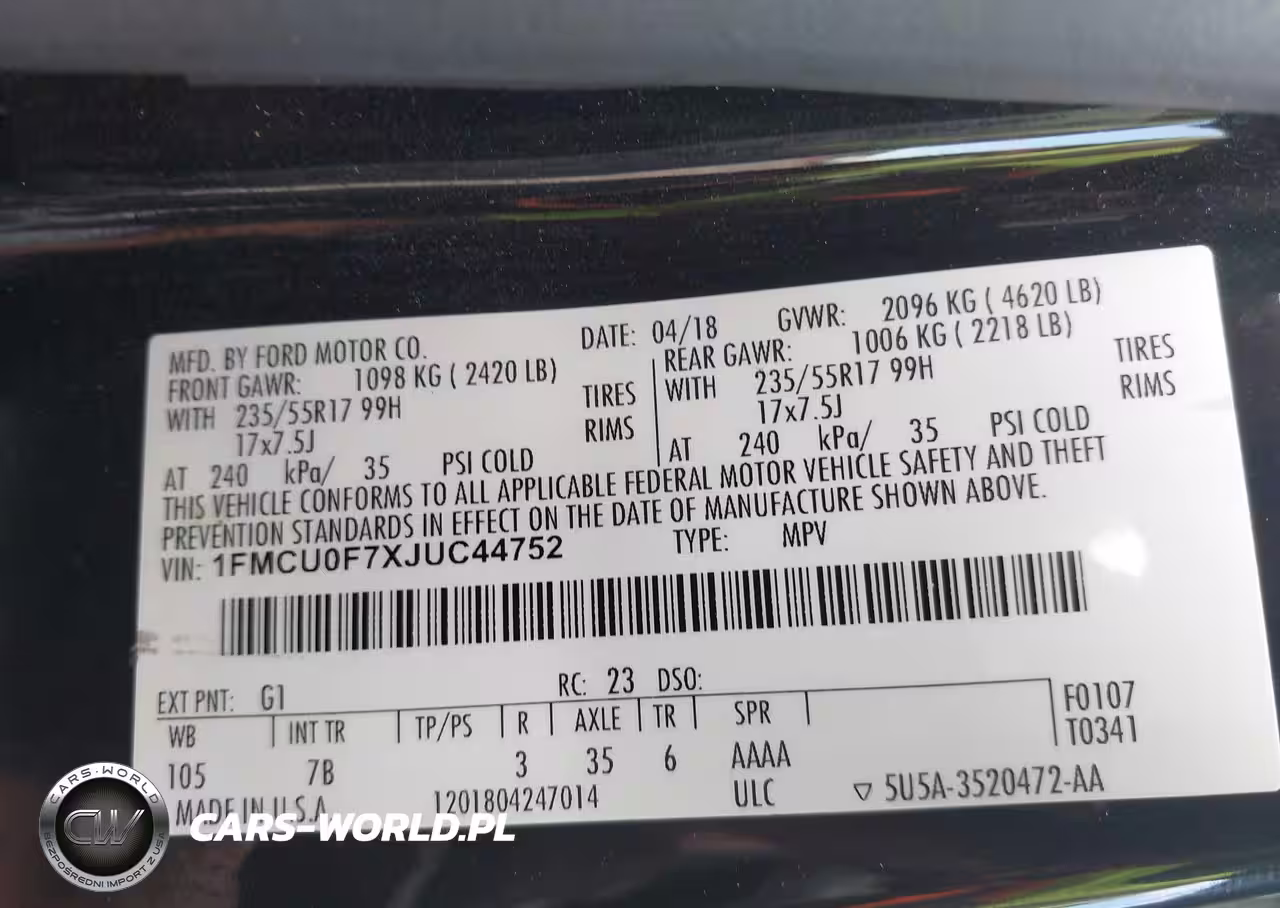 MFD. BY FORD MOTOR CO. DATE: 04/18 GVWR: 2096 KG ( 4620 LB)
FRONT GAWR: 1098 KG ( 2420 LB) REAR GAWR: 1006 KG ( 2218 LB)
WITH 235/55R17 99H TIRES WITH 235/55R17 99H TIRES
17x7.5J RIMS 17x7.5J RIMS
AT 240 kPa/ 35 PSI COLD AT 240 kPa/ 35 PSI COLD
THIS VEHICLE CONFORMS TO ALL APPLICABLE FEDERAL MOTOR VEHICLE SAFETY AND THEFT
PREVENTION STANDARDS IN EFFECT ON THE DATE OF MANUFACTURE SHOWN ABOVE.
VIN: 1FMCU0F7XJUC44752 TYPE: MPV
EXT PNT: G1 RC: 23 DSO:
WB INT TR TP/PS R AXLE TR SPR F0107
T0341
105 7B 3 35 6 AAAA
MADE IN U.S.A. 1201804247014 ULC ▽ 5U5A-3520472-AA
CARS-WORLD
CW
BEZPOŚREDNI IMPORT Z USA
CARS-WORLD.PL